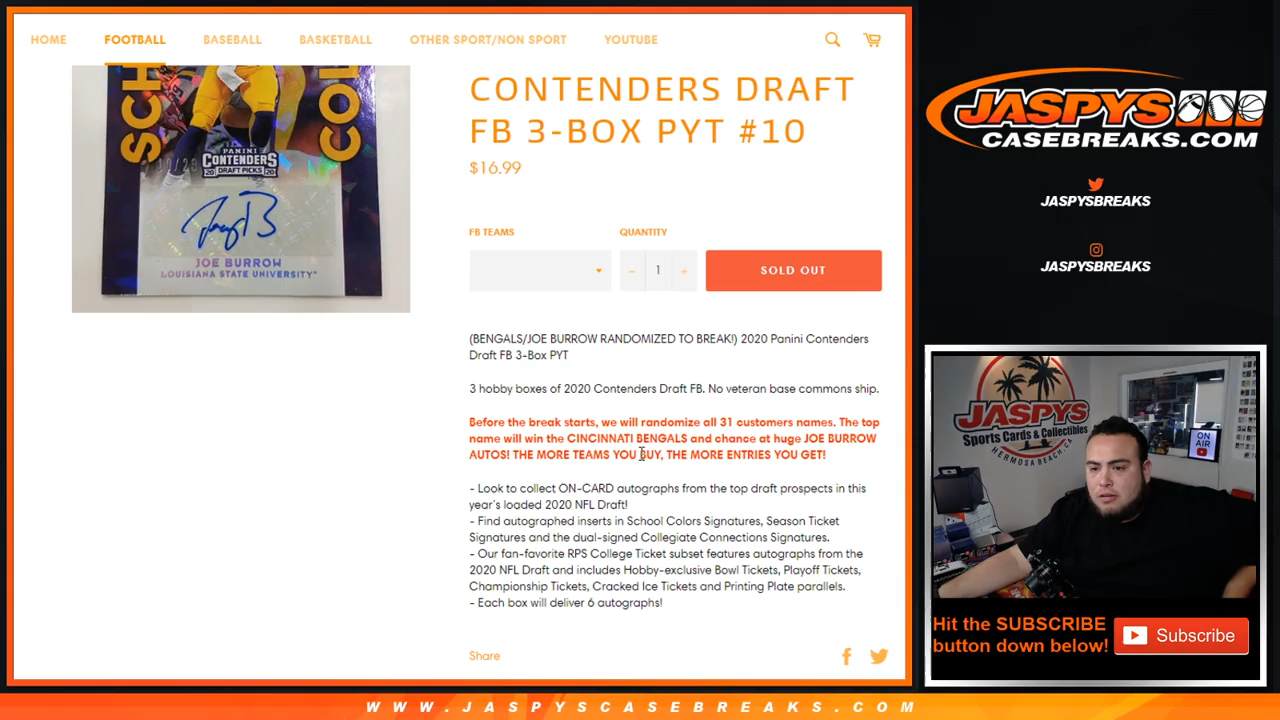 HOME FOOTBALL BASEBALL BASKETBALL OTHER SPORT/NON SPORT YOUTUBE
SCH
COL
PANINI
CONTENDERS
20 DRAFT PICKS 20
JOE BURROW
LOUISIANA STATE UNIVERSITY
CONTENDERS DRAFT
FB 3-BOX PYT #10
$16.99
FB TEAMS QUANTITY
− 1 + SOLD OUT
(BENGALS/JOE BURROW RANDOMIZED TO BREAK!) 2020 Panini Contenders
Draft FB 3-Box PYT
3 hobby boxes of 2020 Contenders Draft FB. No veteran base commons ship.
Before the break starts, we will randomize all 31 customers names. The top
name will win the CINCINNATI BENGALS and chance at huge JOE BURROW
AUTOS! THE MORE TEAMS YOU BUY, THE MORE ENTRIES YOU GET!
- Look to collect ON-CARD autographs from the top draft prospects in this
year's loaded 2020 NFL Draft!
- Find autographed inserts in School Colors Signatures, Season Ticket
Signatures and the dual-signed Collegiate Connections Signatures.
- Our fan-favorite RPS College Ticket subset features autographs from the
2020 NFL Draft and includes Hobby-exclusive Bowl Tickets, Playoff Tickets,
Championship Tickets, Cracked Ice Tickets and Printing Plate parallels.
- Each box will deliver 6 autographs!
Share
JASPYS
CASEBREAKS.COM
JASPYSBREAKS
JASPYSBREAKS
JASPYS
Sports Cards & Collectibles
HERMOSA BEACH, CA
ON
AIR
Hit the SUBSCRIBE
button down below!
Subscribe
WWW.JASPYSCASEBREAKS.COM